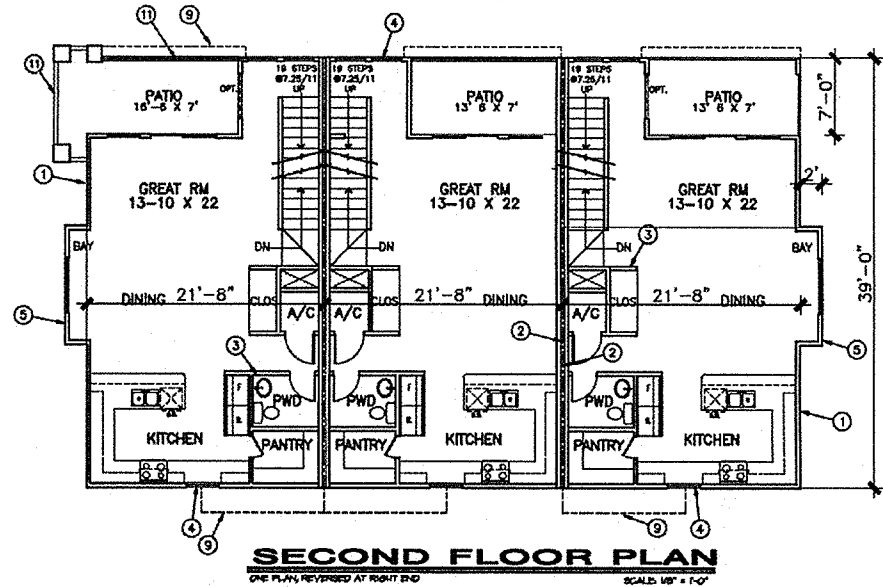 11
9
4
11
19 STEPS
@7.25/11
UP
19 STEPS
@7.25/11
UP
19 STEPS
@7.25/11
UP
PATIO
16'-6 X 7'
OPT.
PATIO
13' 6 X 7'
OPT.
PATIO
13' 6 X 7'
7'-0"
1
2'
GREAT RM
13-10 X 22
GREAT RM
13-10 X 22
GREAT RM
13-10 X 22
BAY
DN
DN
DN
3
BAY
39'-0"
DINING
21'-8"
CLOS
CLOS
21'-8"
DINING
CLOS
21'-8"
DINING
A/C
A/C
A/C
5
2
2
5
3
F
F
F
PWD
PWD
PWD
1
KITCHEN
PANTRY
PANTRY
KITCHEN
PANTRY
KITCHEN
4
9
9
4
SECOND FLOOR PLAN
ONE PLAN, REVERSED AT RIGHT END
SCALE: 1/8" = 1'-0"